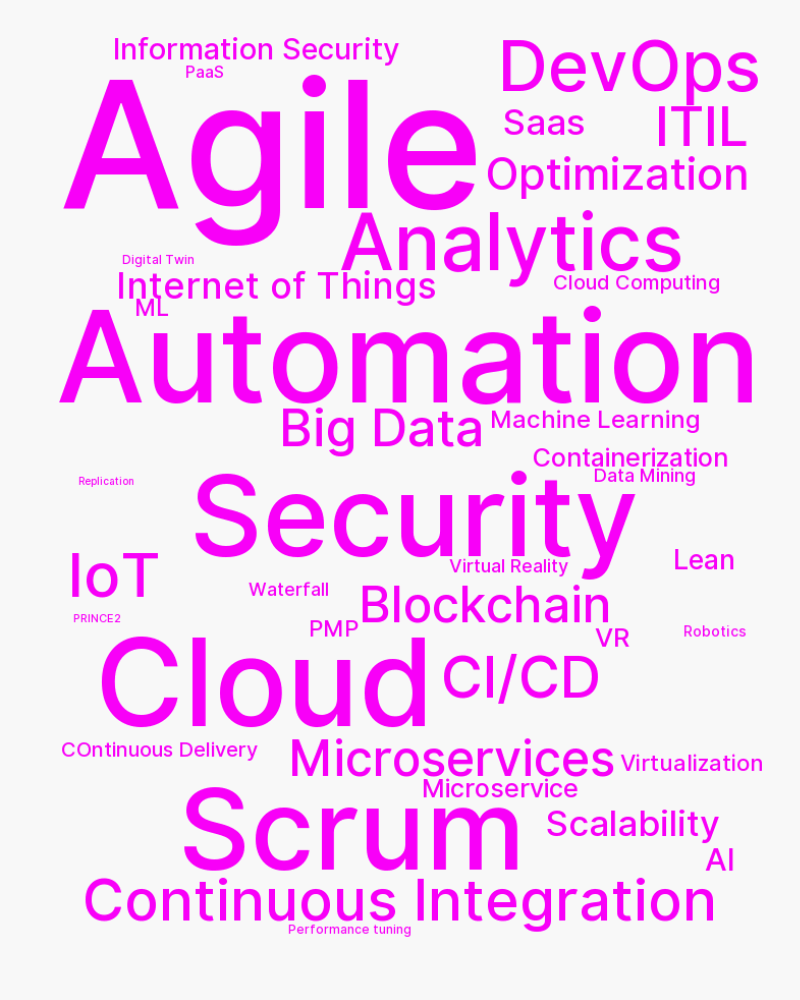 Information Security
DevOps
PaaS
Agile
Saas
ITIL
Optimization
Analytics
Digital Twin
Internet of Things
Cloud Computing
ML
Automation
Big Data
Machine Learning
Containerization
Data Mining
Replication
Security
IoT
Virtual Reality
Lean
Waterfall
Blockchain
PRINCE2
PMP
VR
Robotics
Cloud
CI/CD
COntinuous Delivery
Microservices
Virtualization
Microservice
Scrum
Scalability
AI
Continuous Integration
Performance tuning